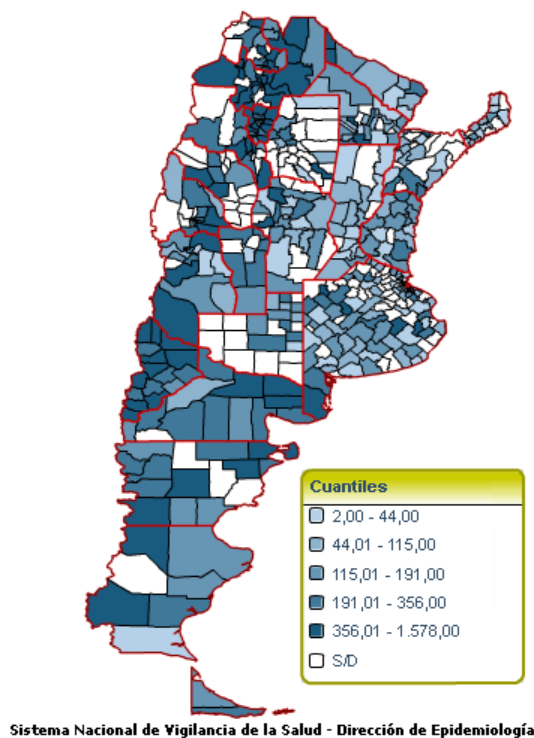 Cuantiles
2,00 - 44,00
44,01 - 115,00
115,01 - 191,00
191,01 - 356,00
356,01 - 1.578,00
S/D
Sistema Nacional de Vigilancia de la Salud - Dirección de Epidemiología